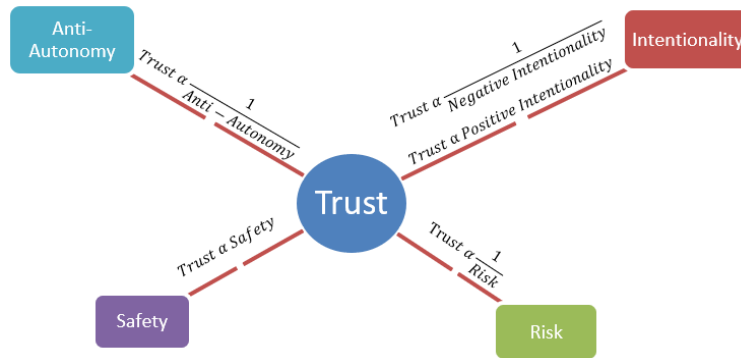 Anti-
Autonomy
Trust α 1/Anti − Autonomy
Trust α 1/Negative Intentionality
Trust α Positive Intentionality
Intentionality
Trust
Trust α Safety
Trust α 1/Risk
Safety
Risk